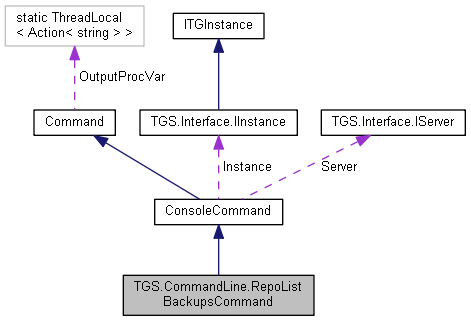 static ThreadLocal
< Action< string > >
ITGInstance
OutputProcVar
Command
TGS.Interface.IInstance
TGS.Interface.IServer
Instance
Server
ConsoleCommand
TGS.CommandLine.RepoList
BackupsCommand